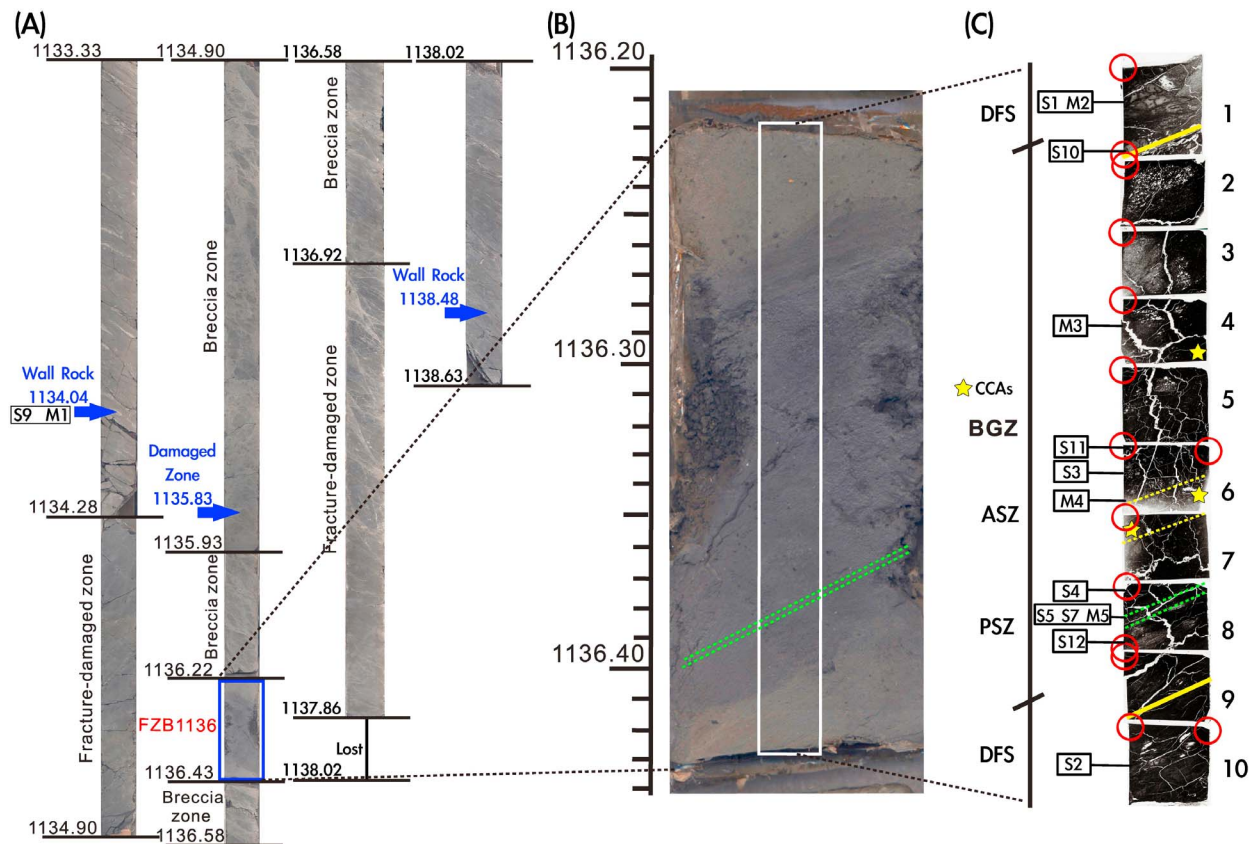 (A)
1133.33
1134.90
1136.58
1138.02
Fracture-damaged zone
Wall Rock
1134.04
S9 M1
1134.28
1134.90
Breccia zone
Damaged
Zone
1135.83
1135.93
Breccia zone
1136.22
FZB1136
1136.43
Breccia
zone
1136.58
Breccia zone
1136.92
Fracture-damaged zone
1137.86
Lost
1138.02
Wall Rock
1138.48
1138.63
(B)
1136.20
1136.30
1136.40
(C)
DFS
CCAs
BGZ
ASZ
PSZ
DFS
S1 M2
S10
M3
S11
S3
M4
S4
S5 S7 M5
S12
S2
1
2
3
4
5
6
7
8
9
10